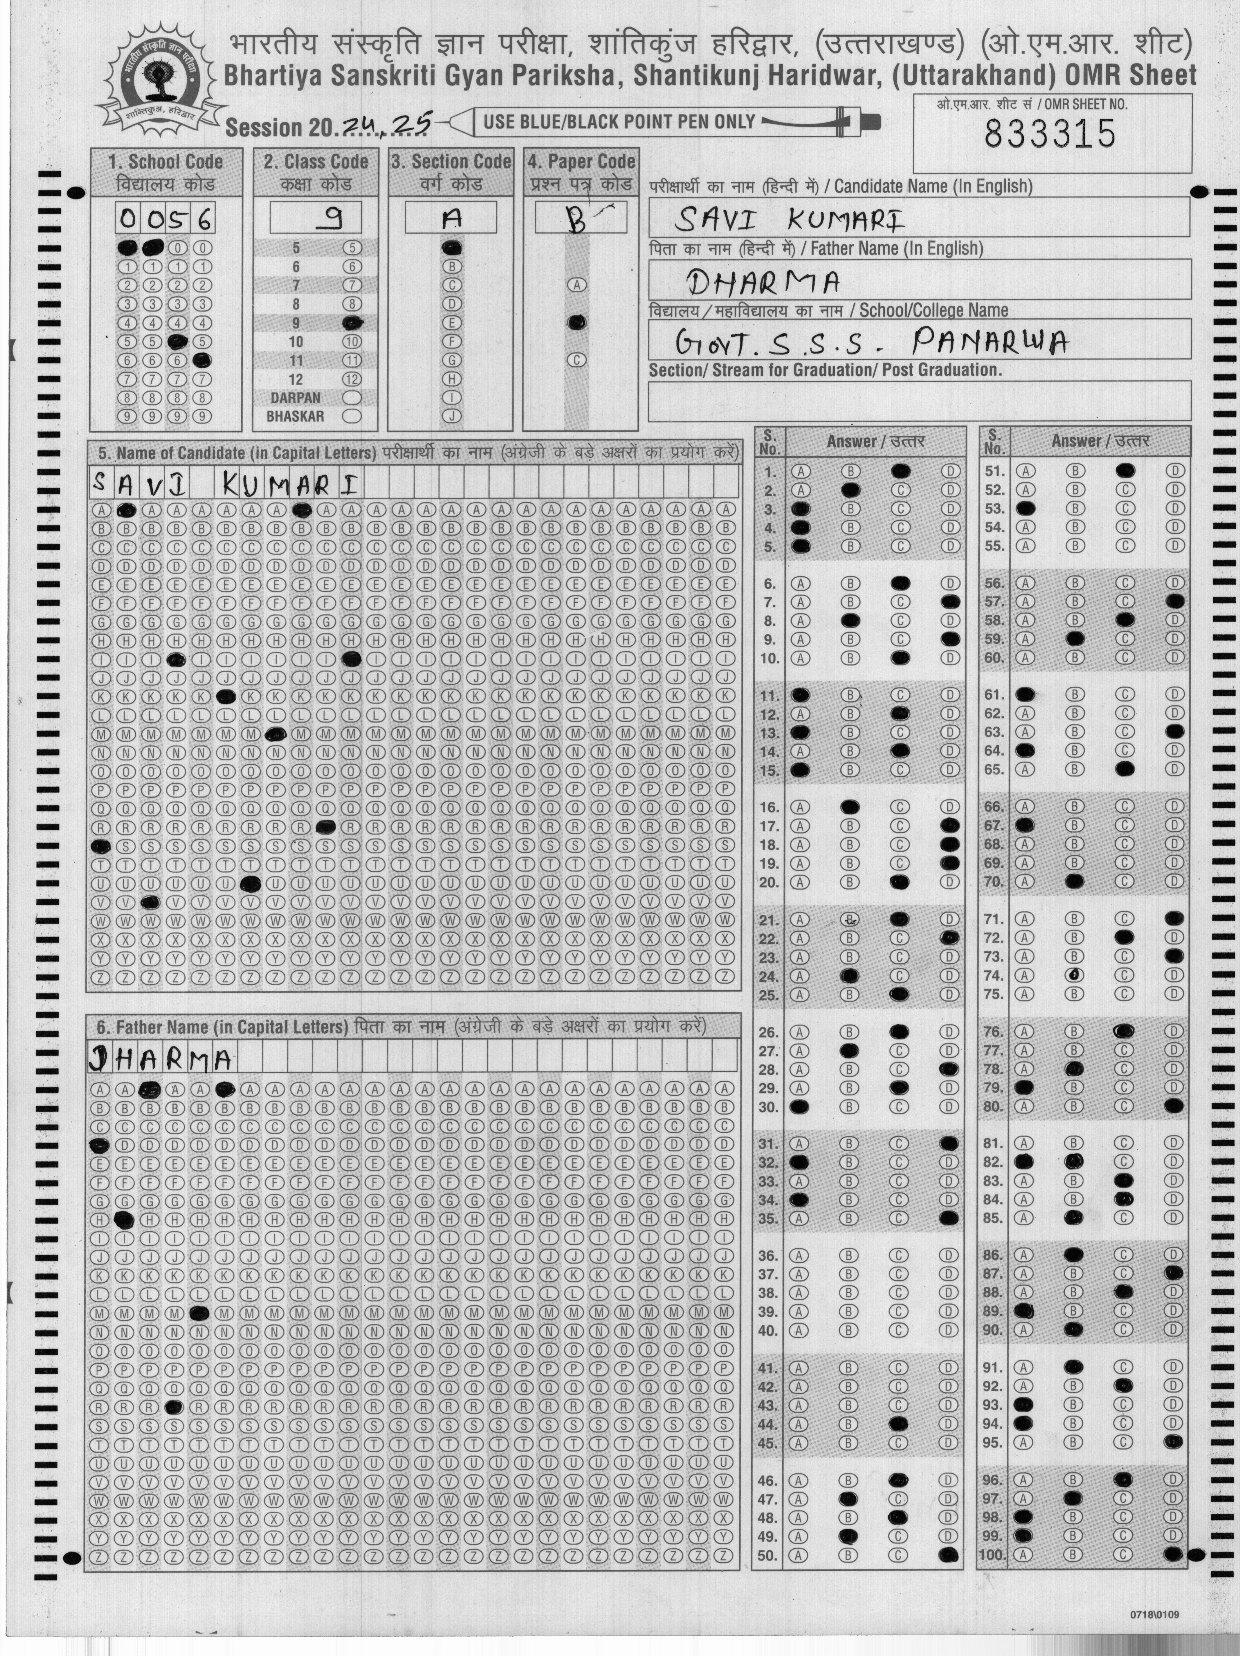 भारतीय संस्कृति ज्ञान परीक्षा, शांतिकुंज हरिद्वार, (उत्तराखण्ड) (ओ.एम.आर. शीट)
Bhartiya Sanskriti Gyan Pariksha, Shantikunj Haridwar, (Uttarakhand) OMR Sheet
Session 20 24, 25
USE BLUE/BLACK POINT PEN ONLY
ओ.एम.आर. शीट सं / OMR SHEET NO.
833315
1. School Code
विद्यालय कोड
0056
2. Class Code
कक्षा कोड
9
5
6
7
8
9
10
11
12
DARPAN
BHASKAR
3. Section Code
वर्ग कोड
A
4. Paper Code
प्रश्न पत्र कोड
B
परीक्षार्थी का नाम (हिन्दी में) / Candidate Name (In English)
SAVI KUMARI
पिता का नाम (हिन्दी में) / Father Name (In English)
DHARMA
विद्यालय/महाविद्यालय का नाम / School/College Name
GOVT. S.S.S. PANARWA
Section/ Stream for Graduation/ Post Graduation.
5. Name of Candidate (in Capital Letters) परीक्षार्थी का नाम (अंग्रेजी के बड़े अक्षरों का प्रयोग करें)
SAVI KUMARI
6. Father Name (in Capital Letters) पिता का नाम (अंग्रेजी के बड़े अक्षरों का प्रयोग करें)
DHARMA
S. No. Answer / उत्तर
S. No. Answer / उत्तर
0718\0109